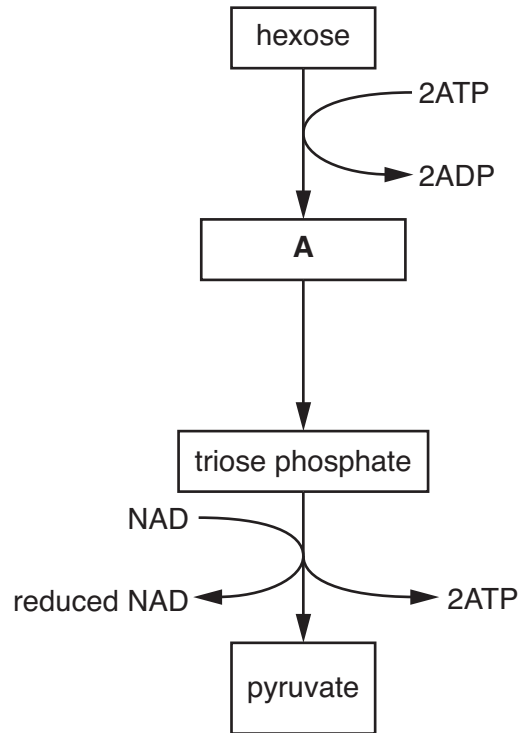 hexose
2ATP
2ADP
A
triose phosphate
NAD
reduced NAD
2ATP
pyruvate